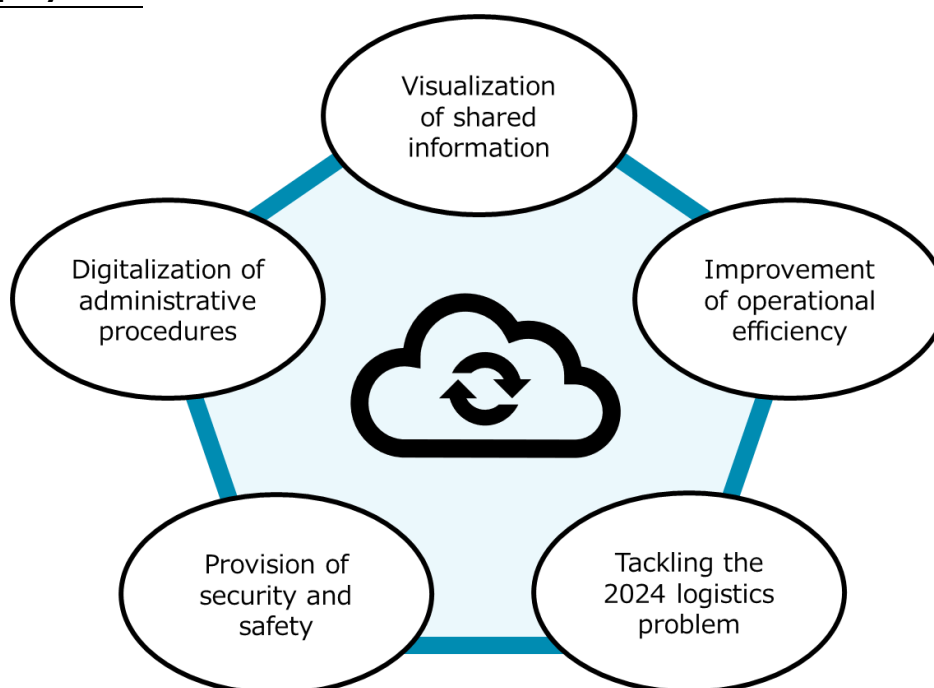 Visualization
of shared
information
Digitalization of
administrative
procedures
Improvement
of operational
efficiency
Provision of
security and
safety
Tackling the
2024 logistics
problem